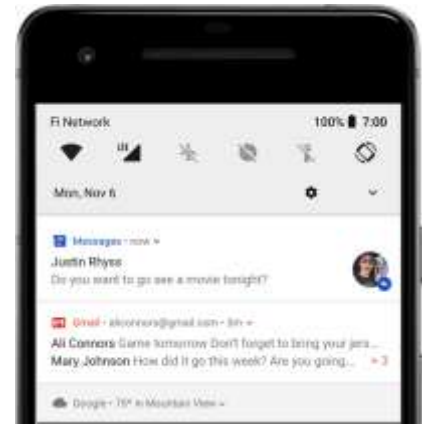 Fi Network 100% 7:00
LTE
Mon, Nov 6
Messages • now
Justin Rhyss
Do you want to go see a movie tonight?
Gmail • aliconnors@gmail.com • 5m
Ali Connors Game tomorrow Don't forget to bring your jers...
Mary Johnson How did it go this week? Are you going... +3
Google • 75° in Mountain View